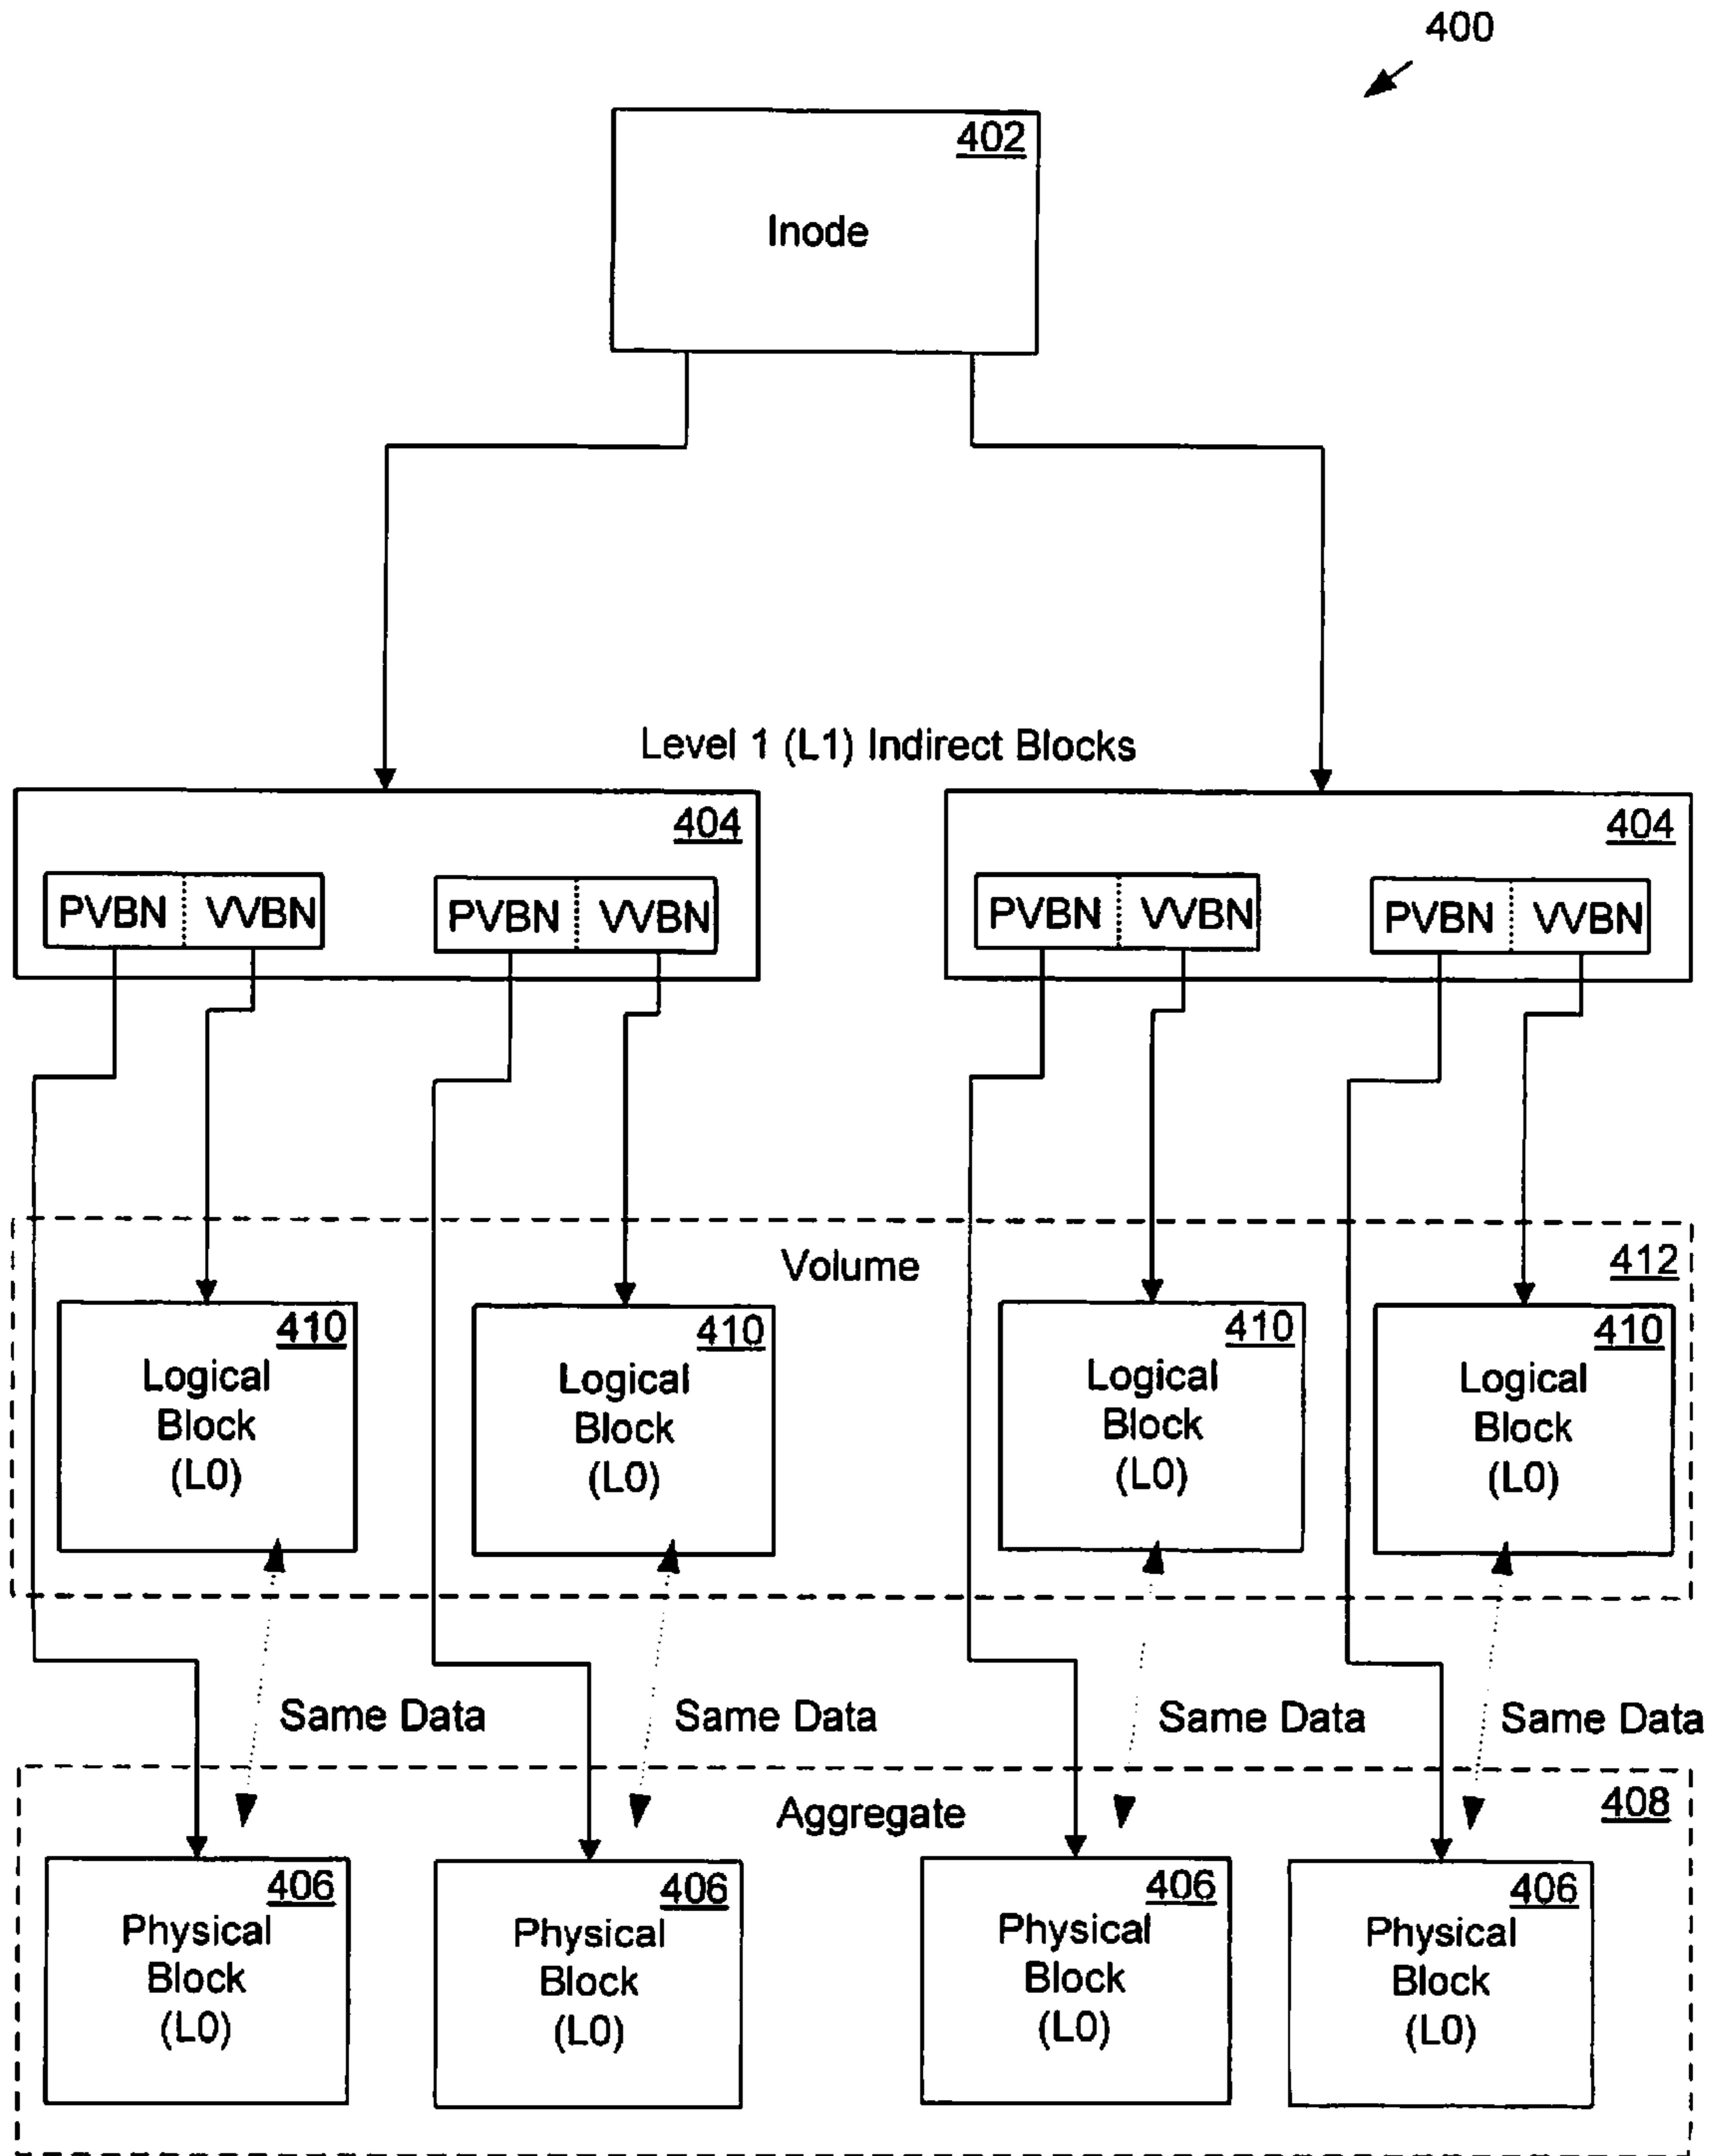 400
402
Inode
Level 1 (L1) Indirect Blocks
404
404
PVBN VVBN PVBN VVBN PVBN VVBN PVBN VVBN
Volume
412
410
Logical
Block
(L0)
410
Logical
Block
(L0)
410
Logical
Block
(L0)
410
Logical
Block
(L0)
Same Data Same Data Same Data Same Data
Aggregate
408
406
Physical
Block
(L0)
406
Physical
Block
(L0)
406
Physical
Block
(L0)
406
Physical
Block
(L0)